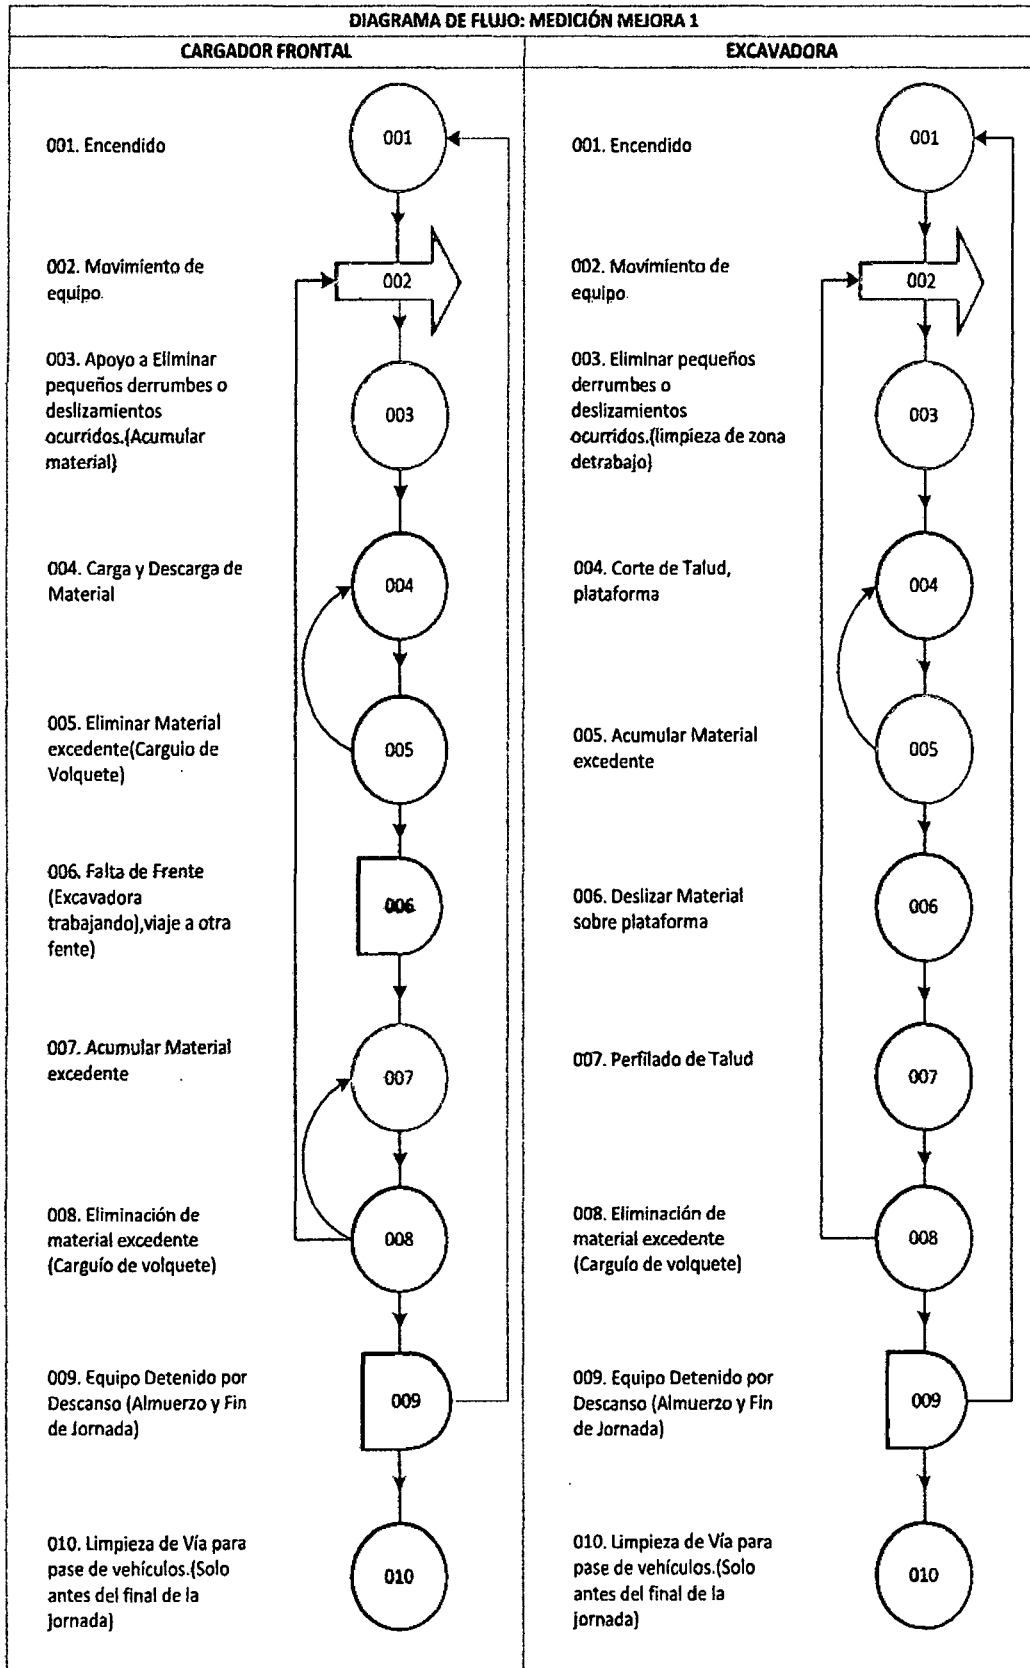 DIAGRAMA DE FLUJO: MEDICIÓN MEJORA 1
CARGADOR FRONTAL
001. Encendido
001
002. Movimiento de
equipo.
002
003. Apoyo a Eliminar
pequeños derrumbes o
deslizamientos
ocurridos.(Acumular
material)
003
004. Carga y Descarga de
Material
004
005. Eliminar Material
excedente(Carguio de
Volquete)
005
006. Falta de Frente
(Excavadora
trabajando),viaje a otra
fente)
006
007. Acumular Material
excedente
007
008. Eliminación de
material excedente
(Carguío de volquete)
008
009. Equipo Detenido por
Descanso (Almuerzo y Fin
de Jornada)
009
010. Limpieza de Vía para
pase de vehículos.(Solo
antes del final de la
jornada)
010
EXCAVADORA
001. Encendido
001
002. Movimiento de
equipo.
002
003. Eliminar pequeños
derrumbes o
deslizamientos
ocurridos.(limpieza de zona
detrabajo)
003
004. Corte de Talud,
plataforma
004
005. Acumular Material
excedente
005
006. Deslizar Material
sobre plataforma
006
007. Perfilado de Talud
007
008. Eliminación de
material excedente
(Carguío de volquete)
008
009. Equipo Detenido por
Descanso (Almuerzo y Fin
de Jornada)
009
010. Limpieza de Vía para
pase de vehículos.(Solo
antes del final de la
jornada)
010